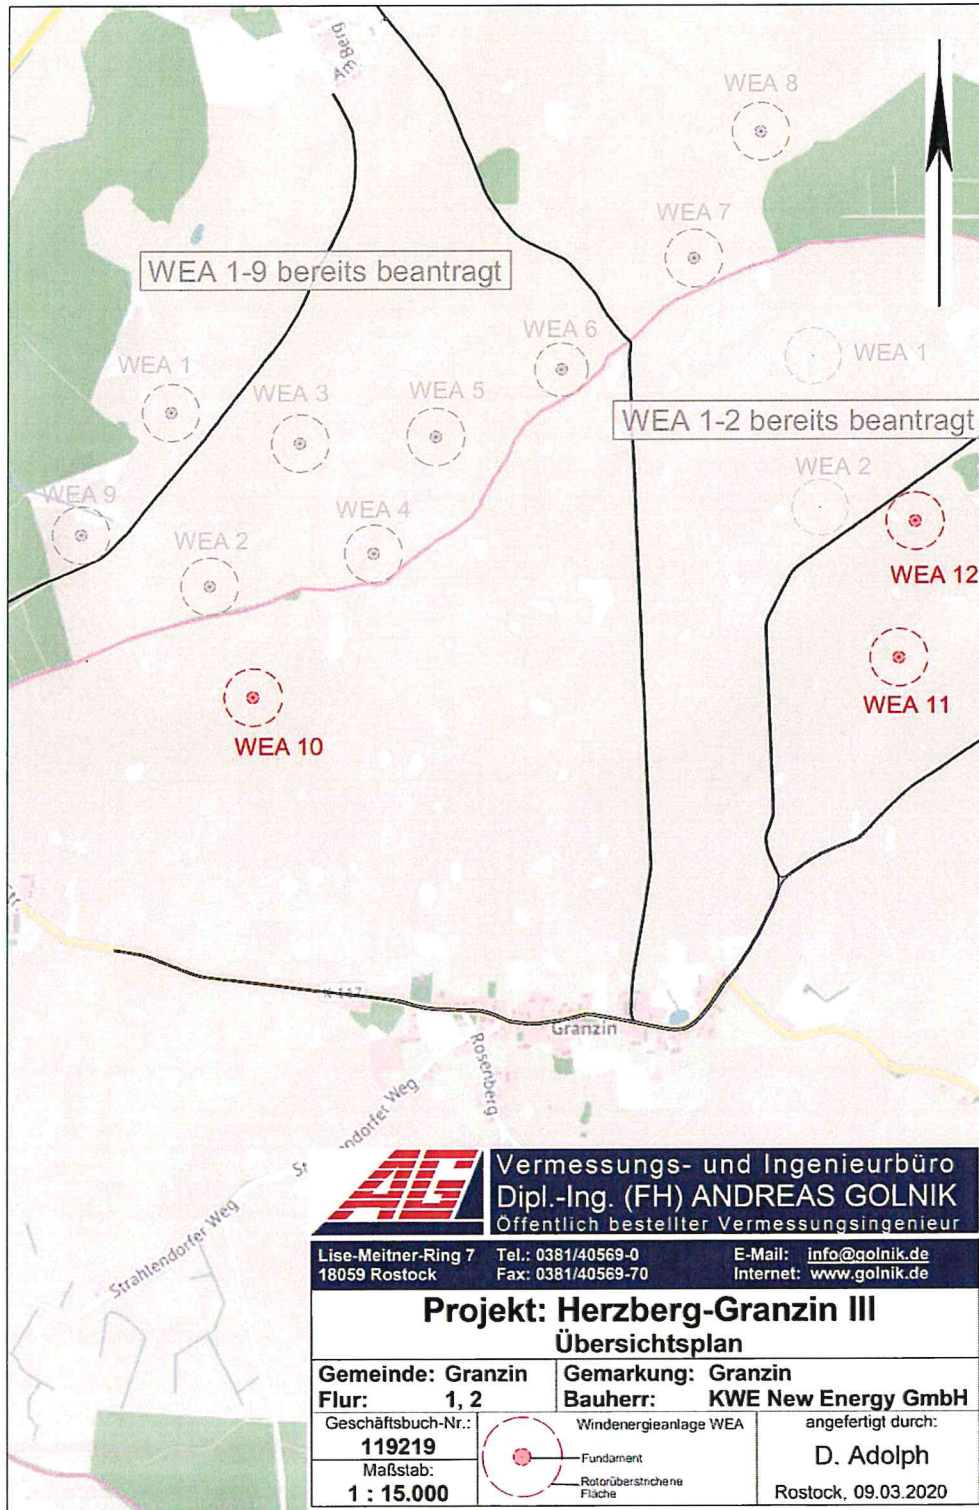 Am Berg
WEA 8
WEA 7
WEA 1-9 bereits beantragt
WEA 6
WEA 1
WEA 1
WEA 3
WEA 5
WEA 1-2 bereits beantragt
WEA 9
WEA 4
WEA 2
WEA 2
WEA 12
WEA 11
WEA 10
K 117
Granzin
Rosenberg
Strahlendorfer Weg
Strahlendorfer Weg
AG
Vermessungs- und Ingenieurbüro
Dipl.-Ing. (FH) ANDREAS GOLNIK
Öffentlich bestellter Vermessungsingenieur
Lise-Meitner-Ring 7 Tel.: 0381/40569-0 E-Mail: info@golnik.de
18059 Rostock Fax: 0381/40569-70 Internet: www.golnik.de
Projekt: Herzberg-Granzin III
Übersichtsplan
Gemeinde: Granzin Gemarkung: Granzin
Flur: 1, 2 Bauherr: KWE New Energy GmbH
Geschäftsbuch-Nr.:
119219
Maßstab:
1 : 15.000
Windenergieanlage WEA
Fundament
Rotorüberstrichene
Fläche
angefertigt durch:
D. Adolph
Rostock, 09.03.2020